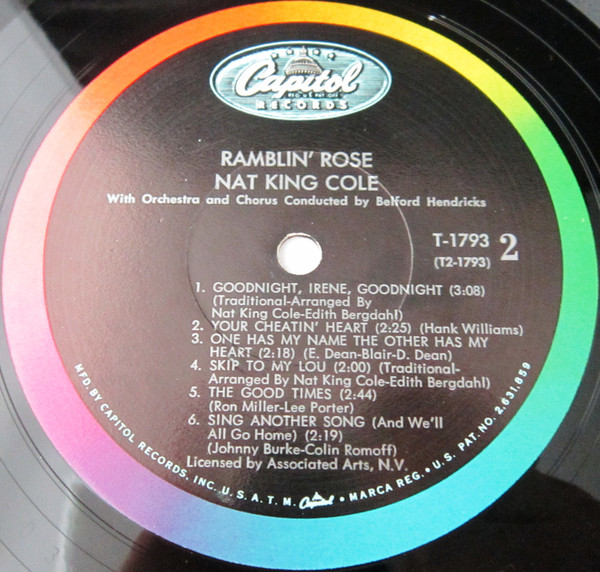 Capitol
RECORDS
RAMBLIN' ROSE
NAT KING COLE
With Orchestra and Chorus Conducted by Belford Hendricks
T-1793
(T2-1793)
2
1. GOODNIGHT, IRENE, GOODNIGHT (3:08)
(Traditional-Arranged By
Nat King Cole-Edith Bergdahl)
2. YOUR CHEATIN' HEART (2:25) (Hank Williams)
3. ONE HAS MY NAME THE OTHER HAS MY
HEART (2:18) (E. Dean-Blair-D. Dean)
4. SKIP TO MY LOU (2:00) (Traditional-
Arranged By Nat King Cole-Edith Bergdahl)
5. THE GOOD TIMES (2:44)
(Ron Miller-Lee Porter)
6. SING ANOTHER SONG (And We'll
All Go Home) (2:19)
(Johnny Burke-Colin Romoff)
Licensed by Associated Arts, N.V.
MFD. BY CAPITOL RECORDS, INC. U.S.A. T.M. Capitol • MARCA REG. • U.S. PAT. NO. 2,631,859